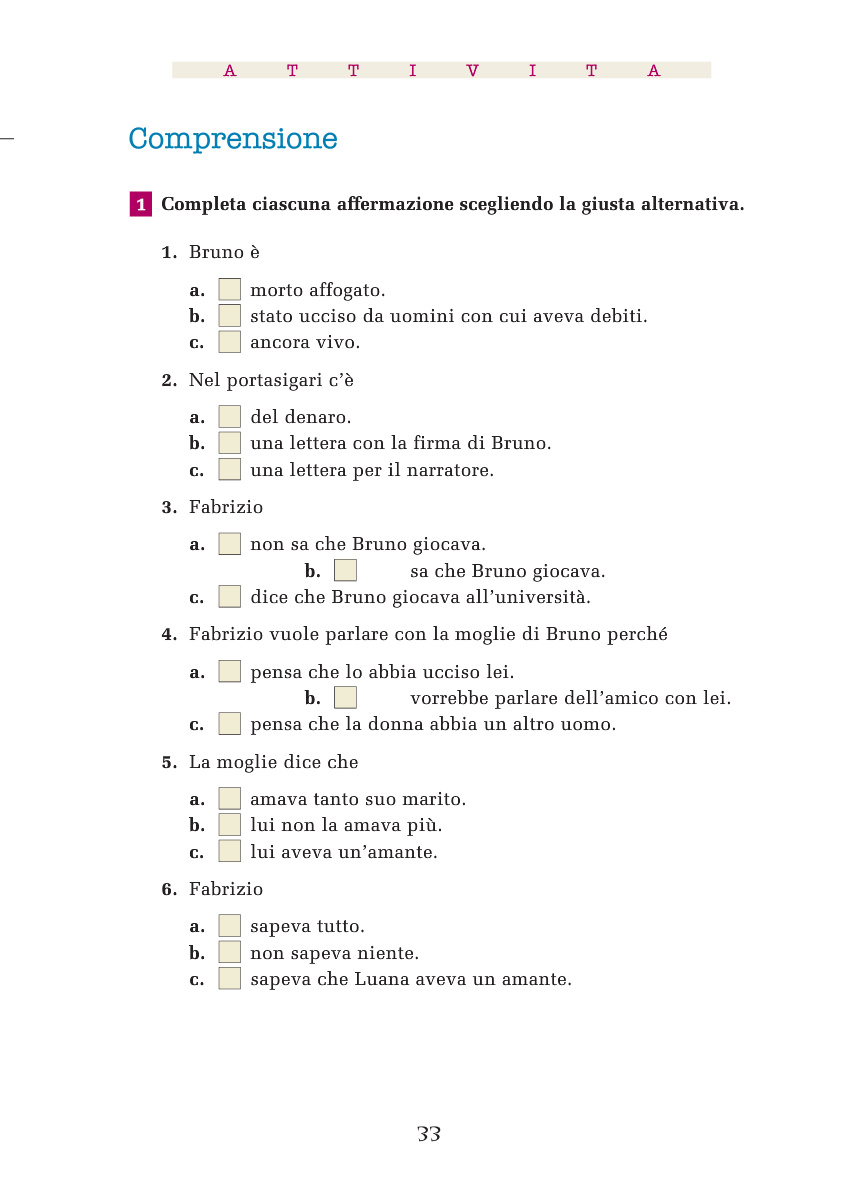 A T T I V I T A
Comprensione
1 Completa ciascuna affermazione scegliendo la giusta alternativa.
1. Bruno è
a. morto affogato.
b. stato ucciso da uomini con cui aveva debiti.
c. ancora vivo.
2. Nel portasigari c’è
a. del denaro.
b. una lettera con la firma di Bruno.
c. una lettera per il narratore.
3. Fabrizio
a. non sa che Bruno giocava.
b. sa che Bruno giocava.
c. dice che Bruno giocava all’università.
4. Fabrizio vuole parlare con la moglie di Bruno perché
a. pensa che lo abbia ucciso lei.
b. vorrebbe parlare dell’amico con lei.
c. pensa che la donna abbia un altro uomo.
5. La moglie dice che
a. amava tanto suo marito.
b. lui non la amava più.
c. lui aveva un’amante.
6. Fabrizio
a. sapeva tutto.
b. non sapeva niente.
c. sapeva che Luana aveva un amante.
33